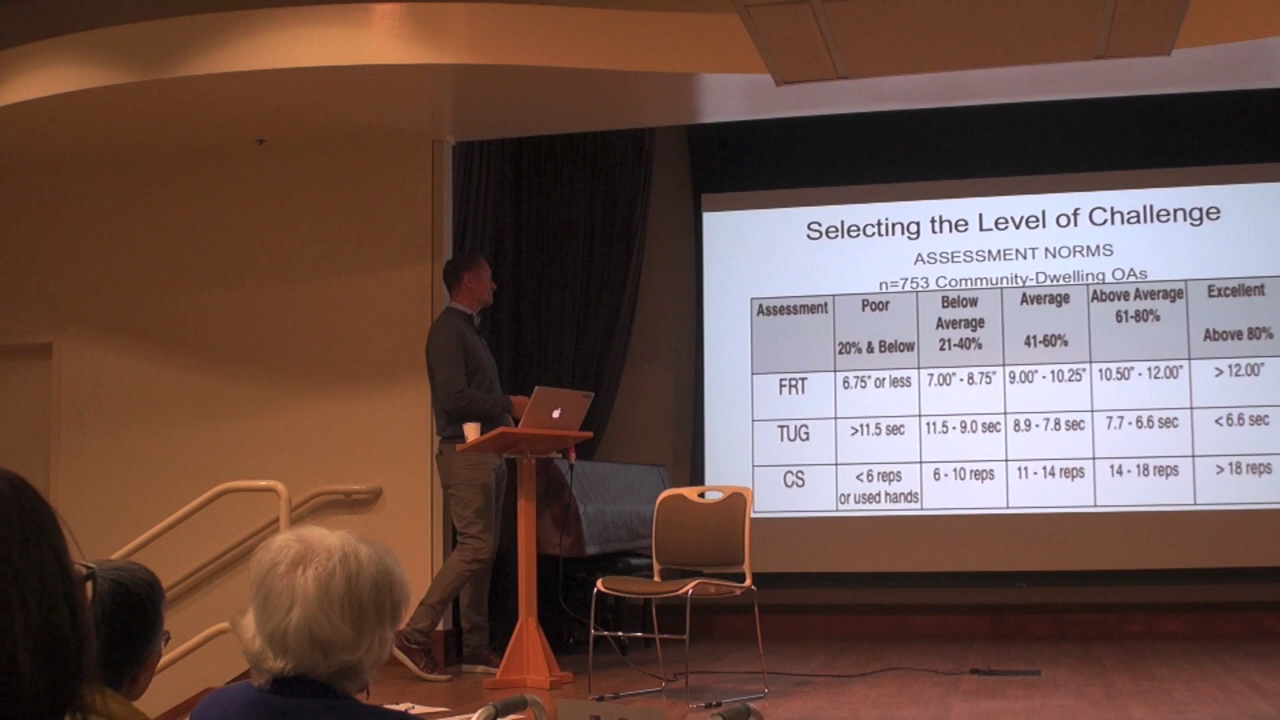 Selecting the Level of Challenge
ASSESSMENT NORMS
n=753 Community-Dwelling OAs
Assessment Poor 20% & Below Below Average 21-40% Average 41-60% Above Average 61-80% Excellent Above 80%
FRT 6.75" or less 7.00" - 8.75" 9.00" - 10.25" 10.50" - 12.00" > 12.00"
TUG >11.5 sec 11.5 - 9.0 sec 8.9 - 7.8 sec 7.7 - 6.6 sec < 6.6 sec
CS < 6 reps or used hands 6 - 10 reps 11 - 14 reps 14 - 18 reps > 18 reps